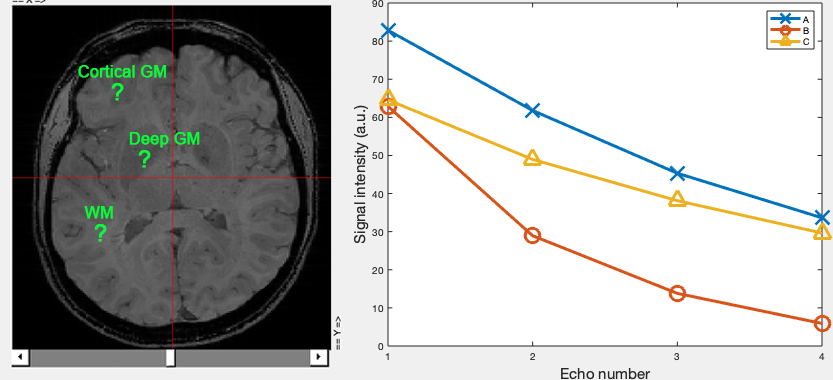 == X =>
Cortical GM
?
Deep GM
?
WM
?
== Y =>
90
80
70
60
50
40
30
20
10
0
1
2
3
4
Signal intensity (a.u.)
Echo number
A
B
C